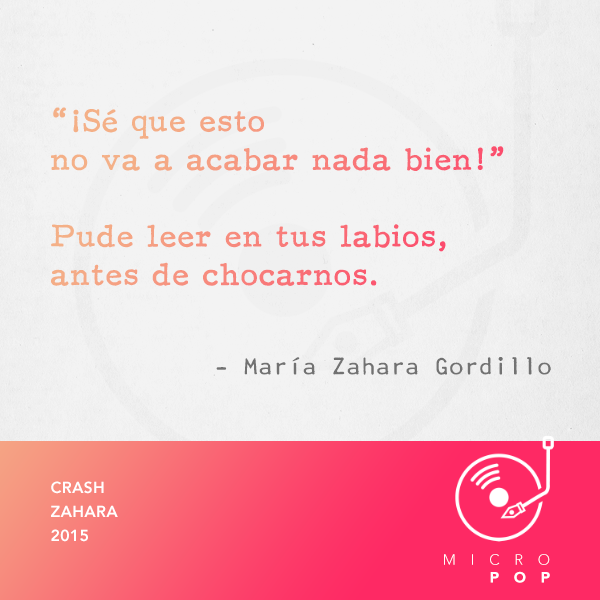 “¡Sé que esto
no va a acabar nada bien!”
Pude leer en tus labios,
antes de chocarnos.
– María Zahara Gordillo
CRASH
ZAHARA
2015
MICRO
POP